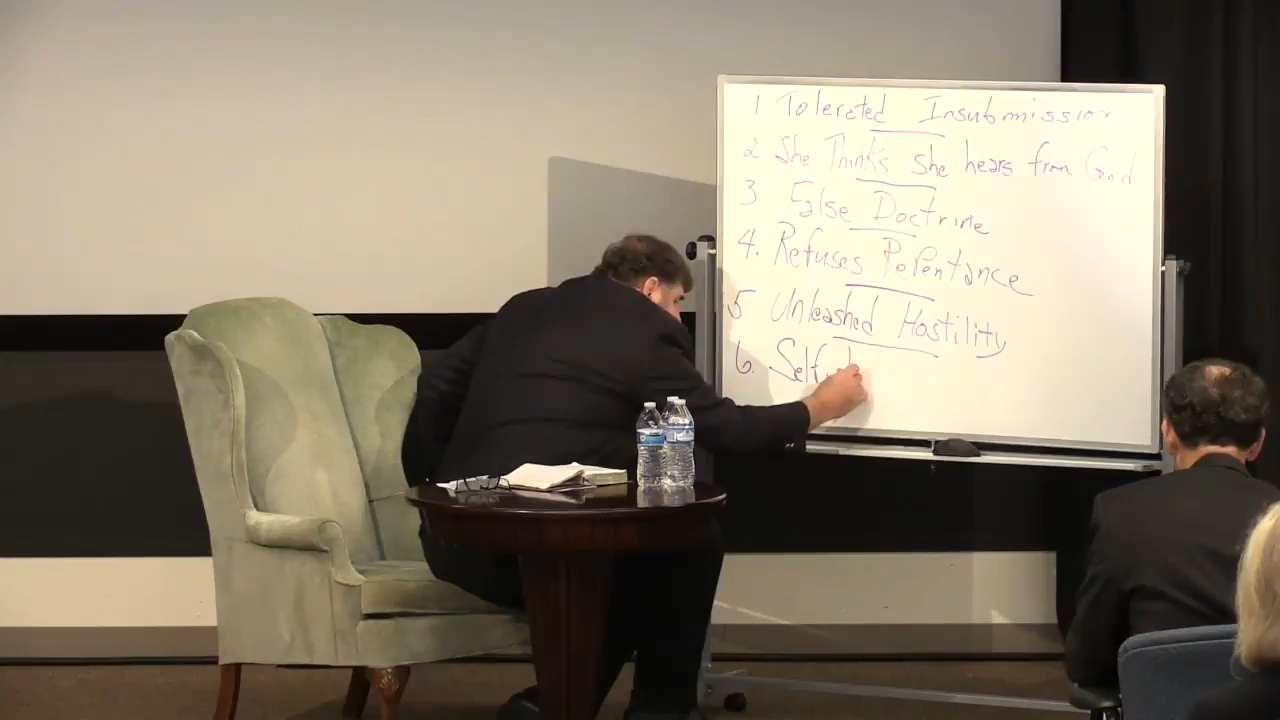 1 Tolerated Insubmission
2 She Thinks she hears from God
3 False Doctrine
4. Refuses Repentance
5 Unleashed Hostility
6. Self